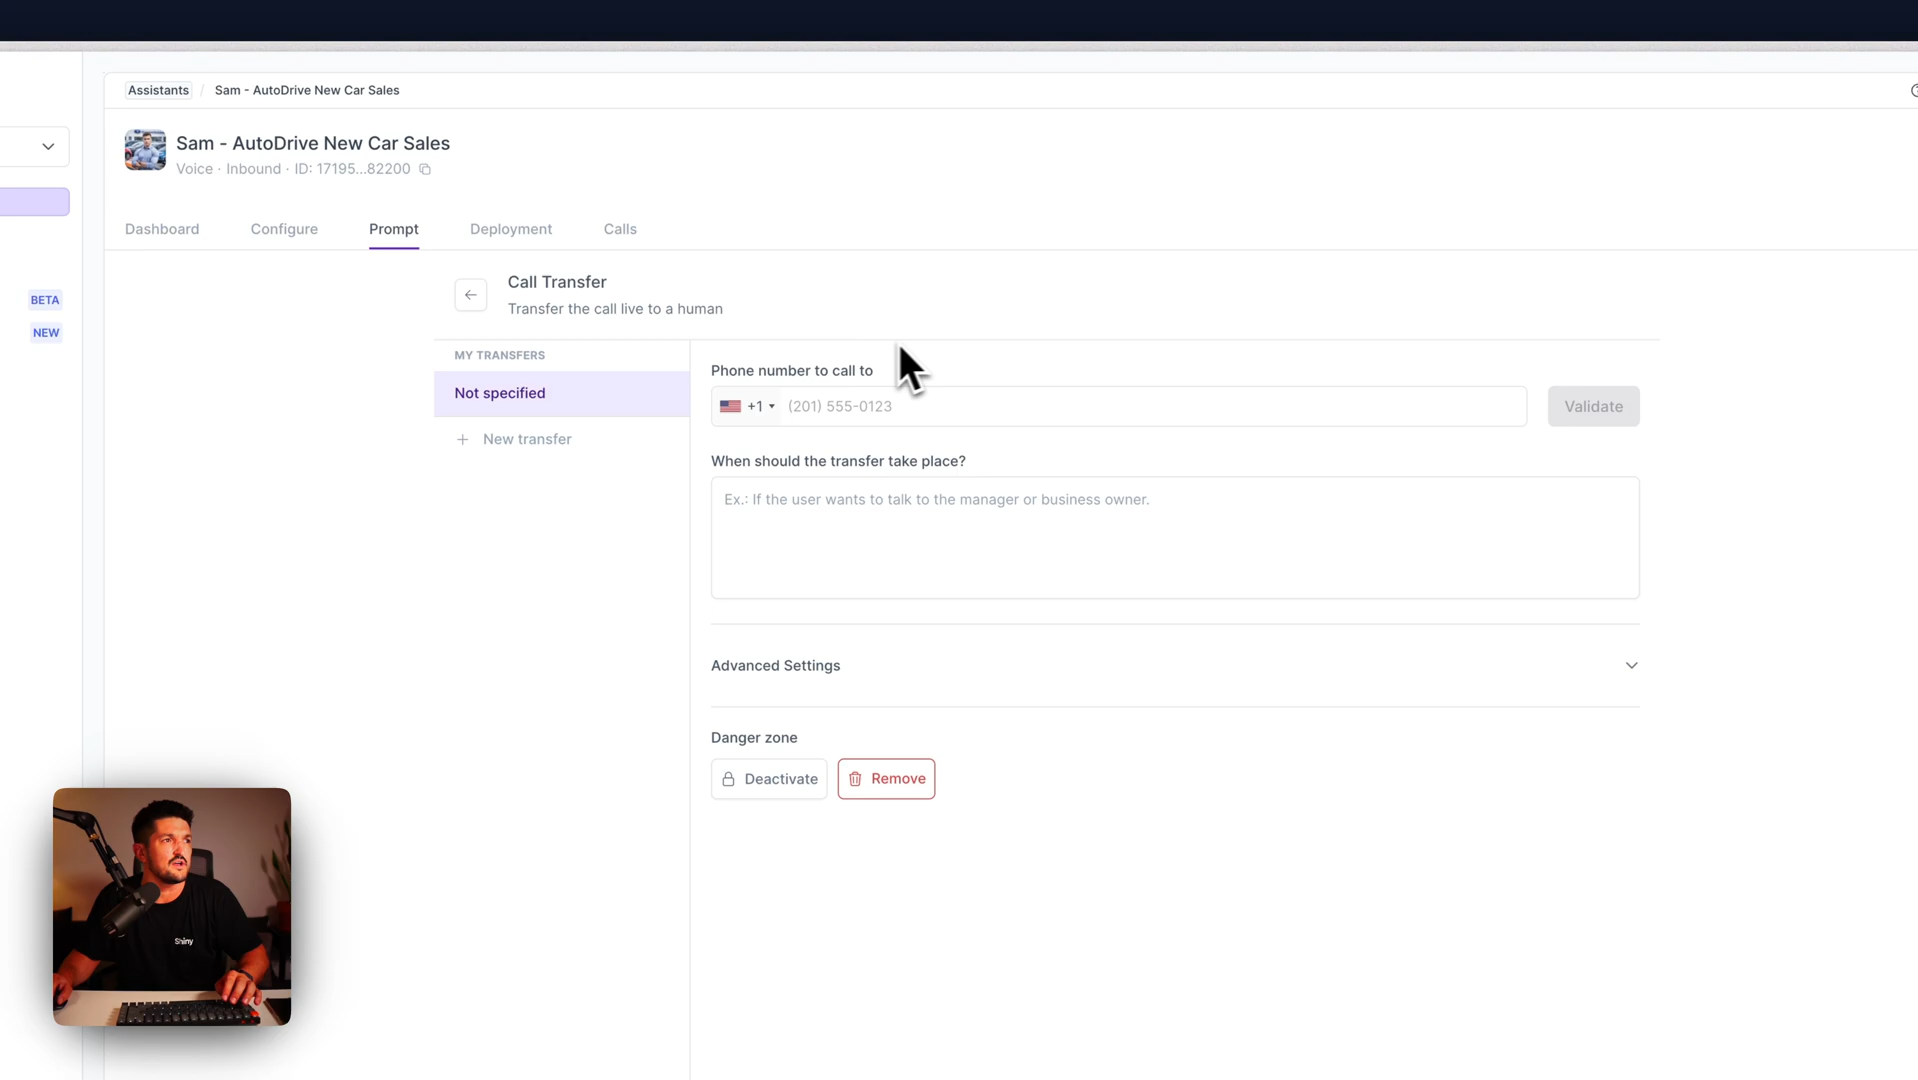 Assistants / Sam - AutoDrive New Car Sales
Sam - AutoDrive New Car Sales
Voice · Inbound · ID: 17195...82200
Dashboard Configure Prompt Deployment Calls
BETA
NEW
Call Transfer
Transfer the call live to a human
MY TRANSFERS
Not specified
New transfer
Phone number to call to
+1 (201) 555-0123 Validate
When should the transfer take place?
Ex.: If the user wants to talk to the manager or business owner.
Advanced Settings
Danger zone
Deactivate Remove
Shiny